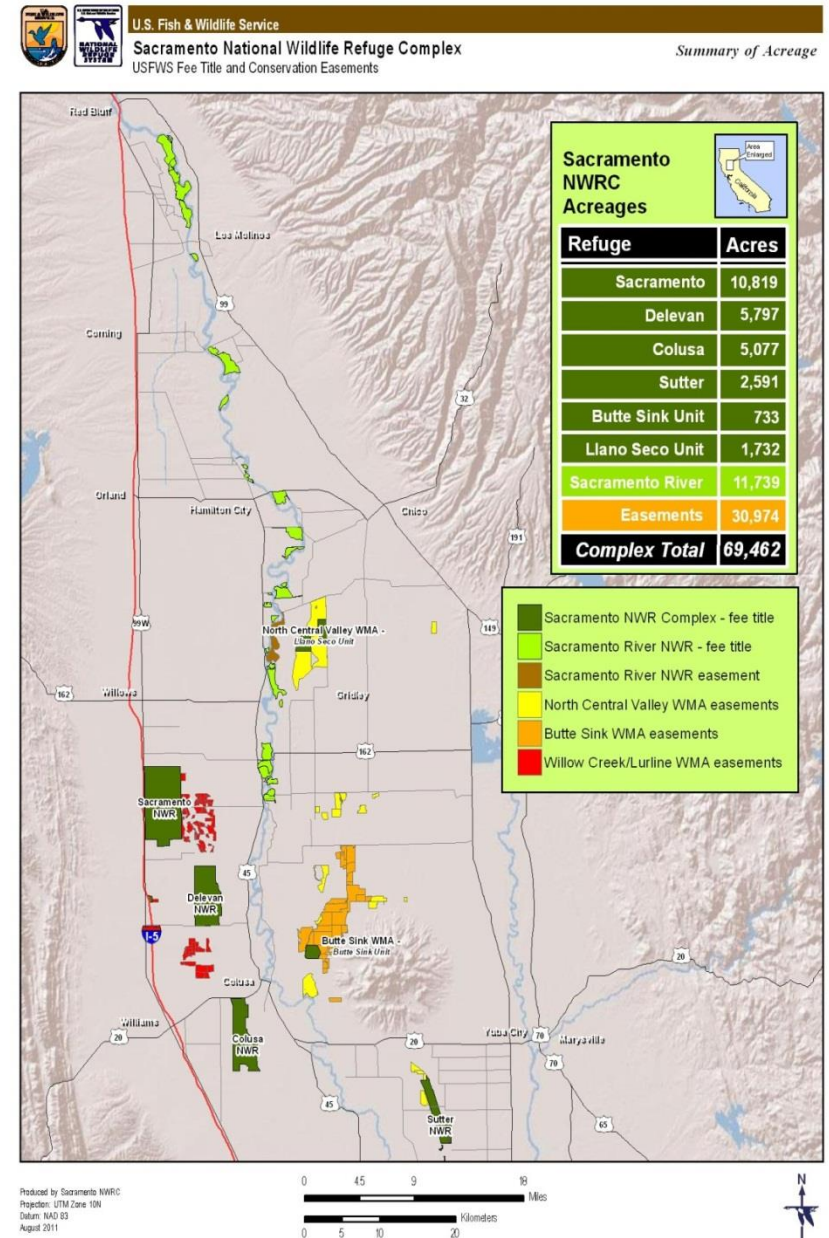 U.S. Fish & Wildlife Service
NATIONAL
WILDLIFE
REFUGE
SYSTEM
Sacramento National Wildlife Refuge Complex
USFWS Fee Title and Conservation Easements
Summary of Acreage
Red Bluff
Los Molinos
99
Corning
32
Orland
Hamilton City
Chico
191
99W
149
North Central Valley WMA -
Llano Seco Unit
162
Willows
Gridley
162
Sacramento
NWR
45
Delevan
NWR
I-5
Butte Sink WMA -
Butte Sink Unit
20
Colusa
Williams
20
Colusa
NWR
20
Yuba City
70
Marysville
70
45
Sutter
NWR
65
Sacramento
NWRC
Acreages
Area
Enlarged
California
Refuge Acres
Sacramento 10,819
Delevan 5,797
Colusa 5,077
Sutter 2,591
Butte Sink Unit 733
Llano Seco Unit 1,732
Sacramento River 11,739
Easements 30,974
Complex Total 69,462
Sacramento NWR Complex - fee title
Sacramento River NWR - fee title
Sacramento River NWR easement
North Central Valley WMA easements
Butte Sink WMA easements
Willow Creek/Lurline WMA easements
Produced by Sacramento NWRC
Projection: UTM Zone 10N
Datum: NAD 83
August 2011
0 4.5 9 18
Miles
Kilometers
0 5 10 20
N